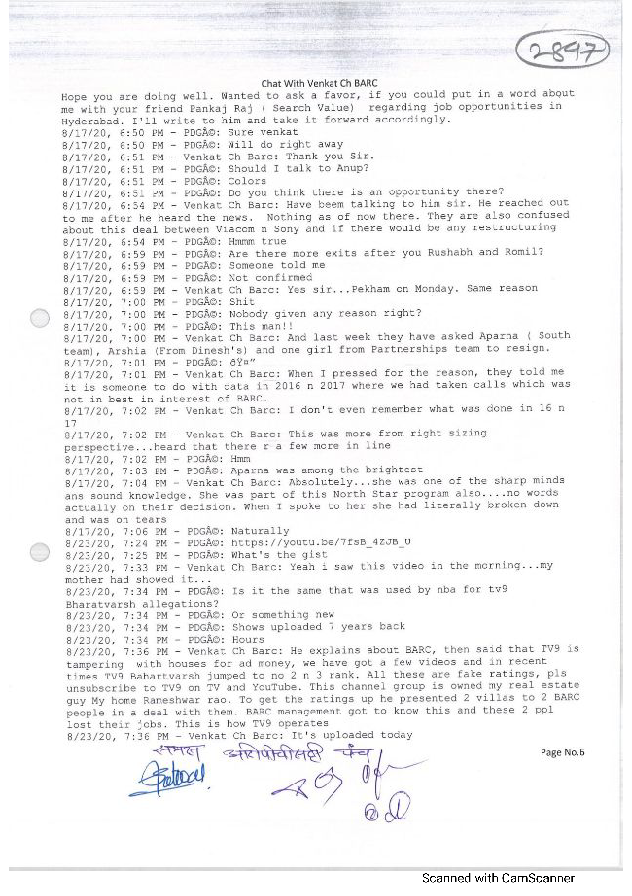 2897
Chat With Venkat Ch BARC
Hope you are doing well. Wanted to ask a favor, if you could put in a word about
me with your friend Pankaj Raj ( Search Value) regarding job opportunities in
Hyderabad. I'll write to him and take it forward accordingly.
8/17/20, 6:50 PM - PDGÂ©: Sure venkat
8/17/20, 6:50 PM - PDGÂ©: Will do right away
8/17/20, 6:51 PM - Venkat Ch Barc: Thank you Sir.
8/17/20, 6:51 PM - PDGÂ©: Should I talk to Anup?
8/17/20, 6:51 PM - PDGÂ©: Colors
8/17/20, 6:51 PM - PDGÂ©: Do you think there is an opportunity there?
8/17/20, 6:54 PM - Venkat Ch Barc: Have beem talking to him sir. He reached out
to me after he heard the news. Nothing as of now there. They are also confused
about this deal between Viacom n Sony and if there would be any restructuring
8/17/20, 6:54 PM - PDGÂ©: Hmmm true
8/17/20, 6:59 PM - PDGÂ©: Are there more exits after you Rushabh and Romil?
8/17/20, 6:59 PM - PDGÂ©: Someone told me
8/17/20, 6:59 PM - PDGÂ©: Not confirmed
8/17/20, 6:59 PM - Venkat Ch Barc: Yes sir...Pekham on Monday. Same reason
8/17/20, 7:00 PM - PDGÂ©: Shit
8/17/20, 7:00 PM - PDGÂ©: Nobody given any reason right?
8/17/20, 7:00 PM - PDGÂ©: This man!!
8/17/20, 7:00 PM - Venkat Ch Barc: And last week they have asked Aparna ( South
team), Arshia (From Dinesh's) and one girl from Partnerships team to resign.
8/17/20, 7:01 PM - PDGÂ©: ðŸ¤”
8/17/20, 7:01 PM - Venkat Ch Barc: When I pressed for the reason, they told me
it is someone to do with data in 2016 n 2017 where we had taken calls which was
not in best in interest of BARC.
8/17/20, 7:02 PM - Venkat Ch Barc: I don't even remember what was done in 16 n
17
8/17/20, 7:02 PM - Venkat Ch Barc: This was more from right sizing
perspective...heard that there r a few more in line
8/17/20, 7:02 PM - PDGÂ©: Hmm
8/17/20, 7:03 PM - PDGÂ©: Aparna was among the brightest
8/17/20, 7:04 PM - Venkat Ch Barc: Absolutely...she was one of the sharp minds
ans sound knowledge. She was part of this North Star program also....no words
actually on their decision. When I spoke to her she had literally broken down
and was on tears
8/17/20, 7:06 PM - PDGÂ©: Naturally
8/23/20, 7:24 PM - PDGÂ©: https://youtu.be/7fsB_4ZJB_U
8/23/20, 7:25 PM - PDGÂ©: What's the gist
8/23/20, 7:33 PM - Venkat Ch Barc: Yeah i saw this video in the morning...my
mother had showed it...
8/23/20, 7:34 PM - PDGÂ©: Is it the same that was used by nba for tv9
Bharatvarsh allegations?
8/23/20, 7:34 PM - PDGÂ©: Or something new
8/23/20, 7:34 PM - PDGÂ©: Shows uploaded 7 years back
8/23/20, 7:34 PM - PDGÂ©: Hours
8/23/20, 7:36 PM - Venkat Ch Barc: He explains about BARC, then said that TV9 is
tampering with houses for ad money, we have got a few videos and in recent
times TV9 Bahartvarsh jumped to no 2 n 3 rank. All these are fake ratings, pls
unsubscribe to TV9 on TV and YouTube. This channel group is owned my real estate
guy My home Raneshwar rao. To get the ratings up he presented 2 villas to 2 BARC
people in a deal with them. BARC management got to know this and these 2 ppl
lost their jobs. This is how TV9 operates
8/23/20, 7:36 PM - Venkat Ch Barc: It's uploaded today
समक्ष
पंच
Page No.6
Scanned with CamScanner